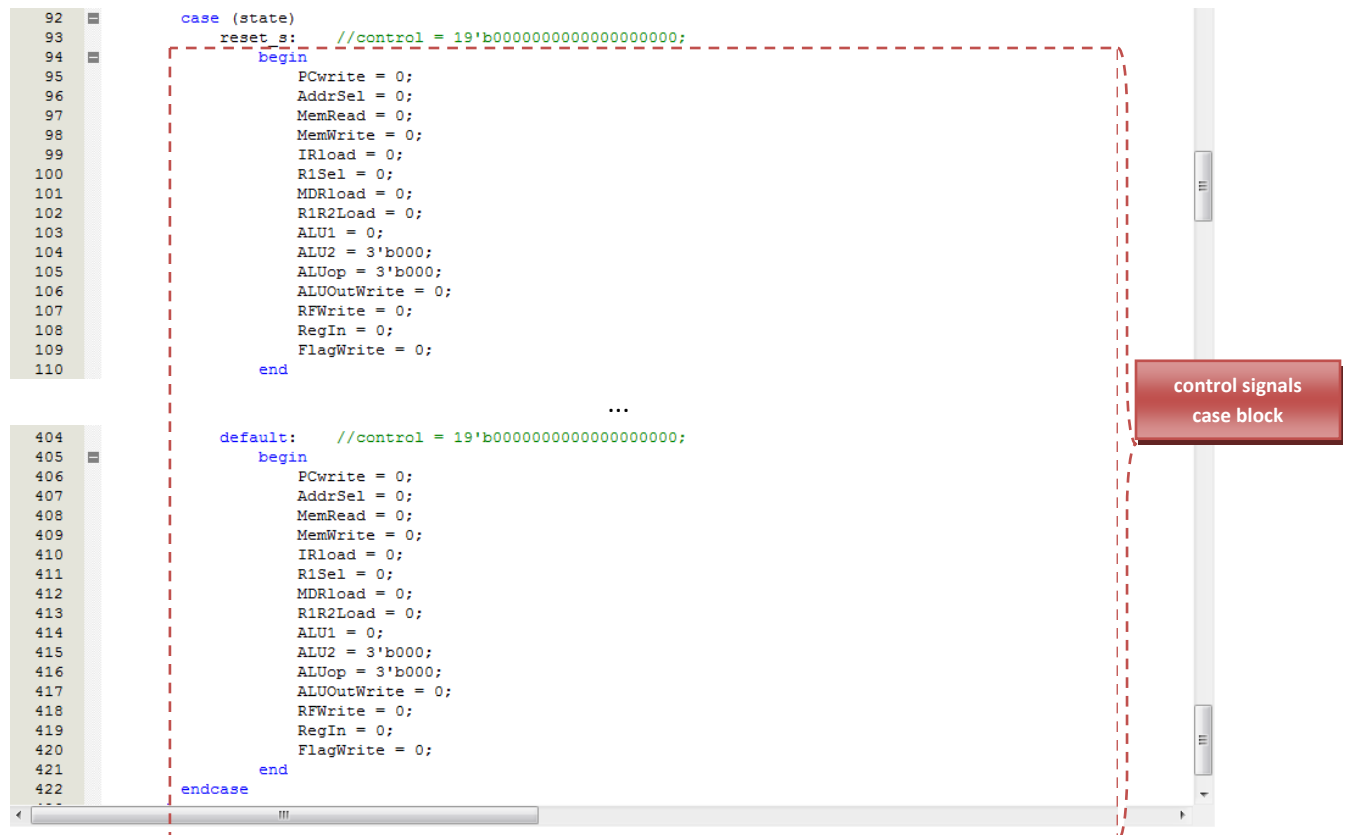 92 case (state)
93 reset_s: //control = 19'b0000000000000000000;
94 begin
95 PCwrite = 0;
96 AddrSel = 0;
97 MemRead = 0;
98 MemWrite = 0;
99 IRload = 0;
100 R1Sel = 0;
101 MDRload = 0;
102 R1R2Load = 0;
103 ALU1 = 0;
104 ALU2 = 3'b000;
105 ALUop = 3'b000;
106 ALUOutWrite = 0;
107 RFWrite = 0;
108 RegIn = 0;
109 FlagWrite = 0;
110 end
control signals
case block
...
404 default: //control = 19'b0000000000000000000;
405 begin
406 PCwrite = 0;
407 AddrSel = 0;
408 MemRead = 0;
409 MemWrite = 0;
410 IRload = 0;
411 R1Sel = 0;
412 MDRload = 0;
413 R1R2Load = 0;
414 ALU1 = 0;
415 ALU2 = 3'b000;
416 ALUop = 3'b000;
417 ALUOutWrite = 0;
418 RFWrite = 0;
419 RegIn = 0;
420 FlagWrite = 0;
421 end
422 endcase